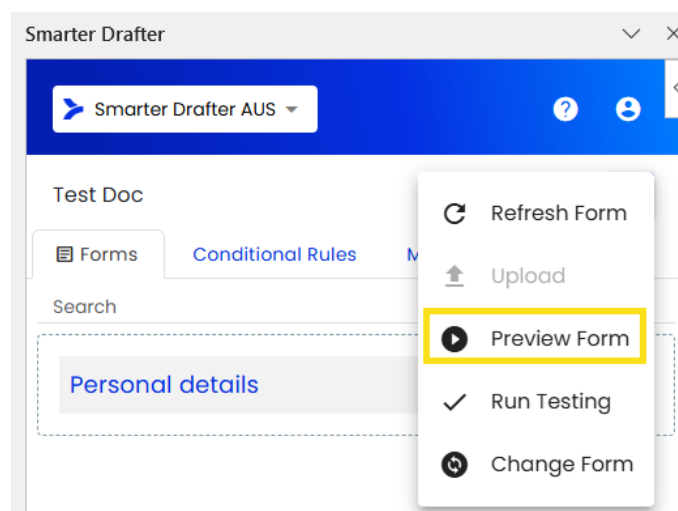 Smarter Drafter
Smarter Drafter AUS
Test Doc
Forms
Conditional Rules
Search
Personal details
Refresh Form
Upload
Preview Form
Run Testing
Change Form